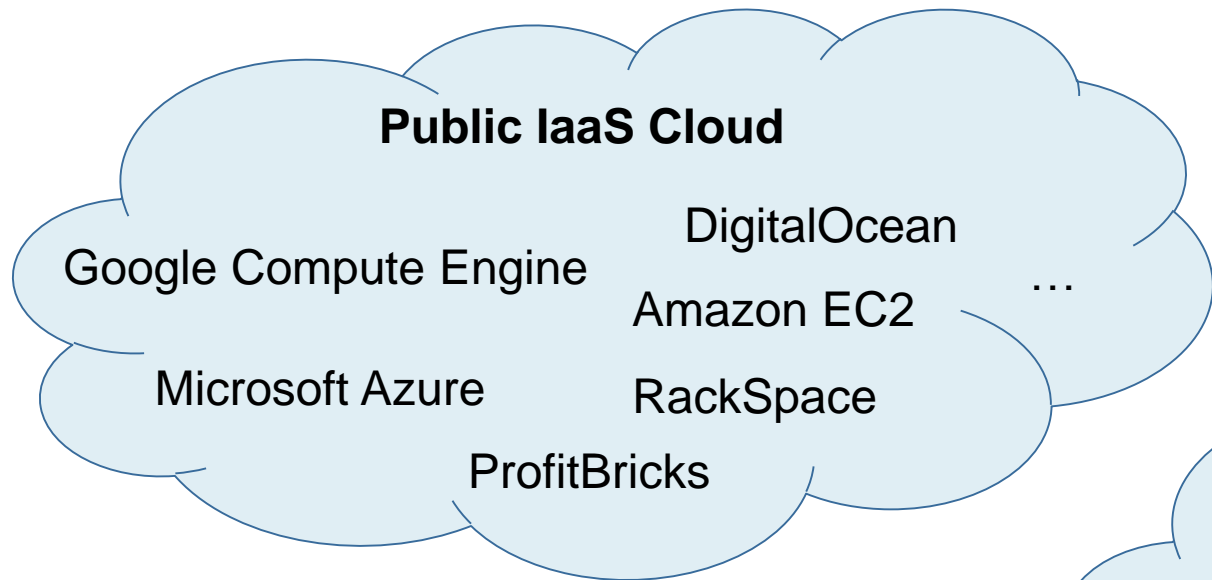 Public IaaS Cloud
DigitalOcean
Google Compute Engine
…
Amazon EC2
Microsoft Azure
RackSpace
ProfitBricks